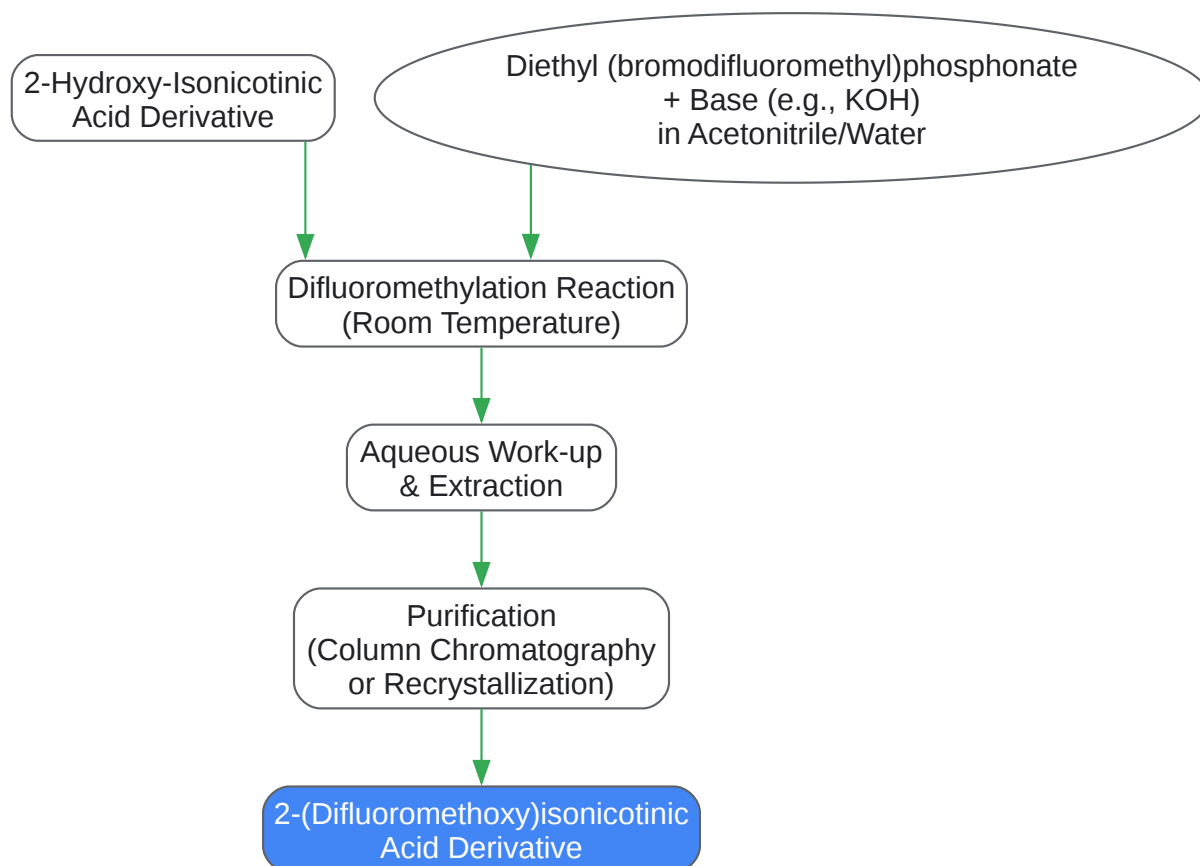 2-Hydroxy-Isonicotinic
Acid Derivative
Diethyl (bromodifluoromethyl)phosphonate
+ Base (e.g., KOH)
in Acetonitrile/Water
Difluoromethylation Reaction
(Room Temperature)
Aqueous Work-up
& Extraction
Purification
(Column Chromatography
or Recrystallization)
2-(Difluoromethoxy)isonicotinic
Acid Derivative